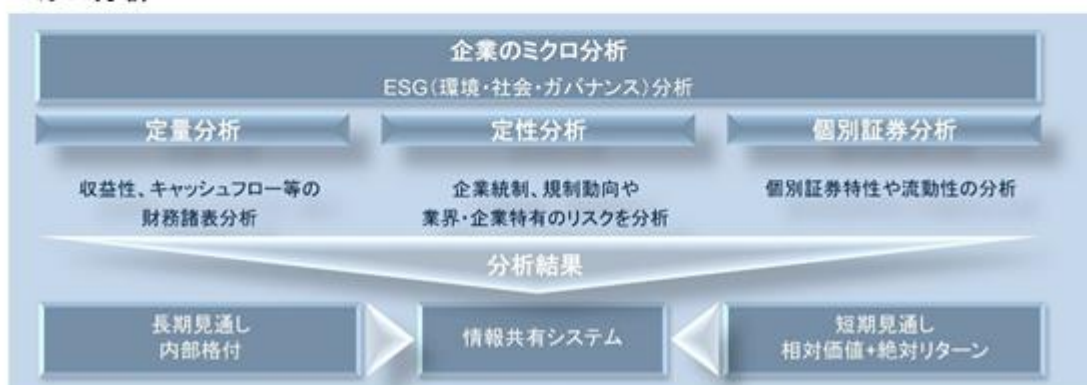 企業のミクロ分析
ESG(環境・社会・ガバナンス)分析
定量分析
定性分析
個別証券分析
収益性、キャッシュフロー等の
財務諸表分析
企業統制、規制動向や
業界・企業特有のリスクを分析
個別証券特性や流動性の分析
分析結果
長期見通し
内部格付
情報共有システム
短期見通し
相対価値+絶対リターン